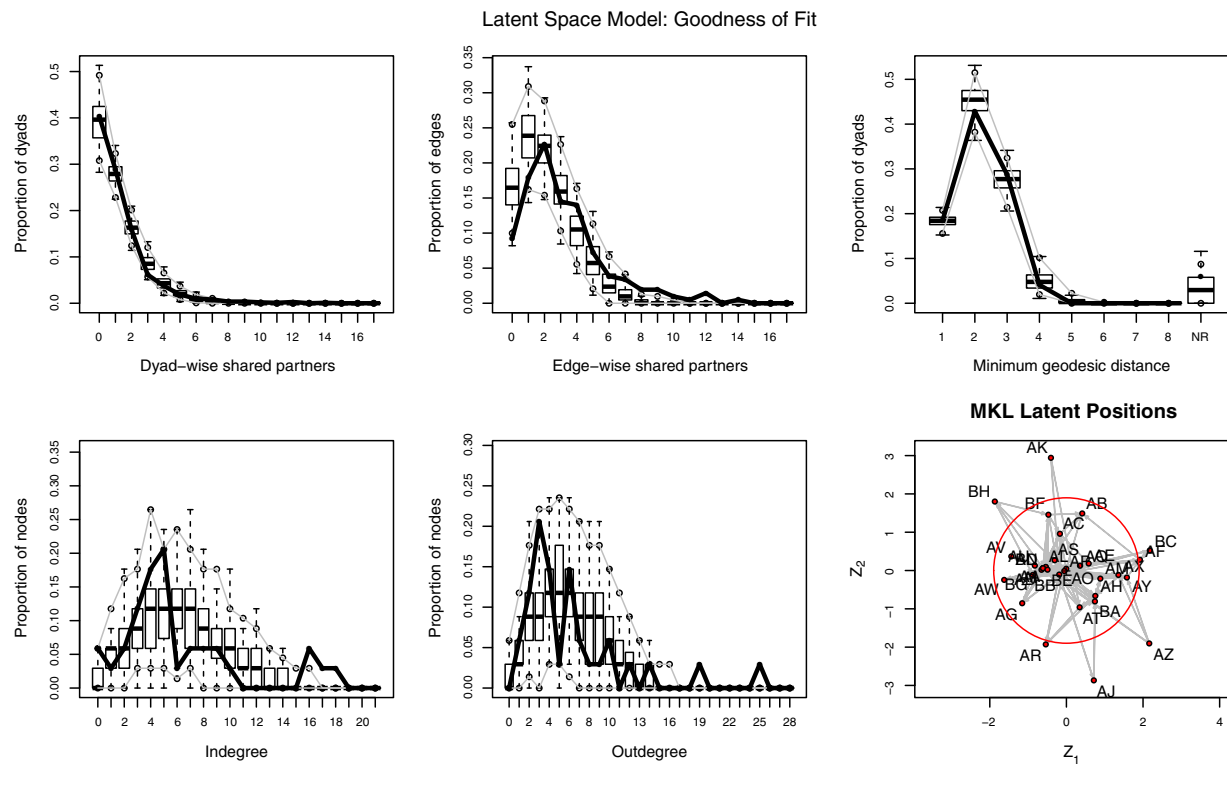 Latent Space Model: Goodness of Fit
Proportion of dyads
0.0 0.1 0.2 0.3 0.4 0.5
0 2 4 6 8 10 12 14 16
Dyad−wise shared partners
Proportion of edges
0.00 0.05 0.10 0.15 0.20 0.25 0.30 0.35
0 2 4 6 8 10 12 14 16
Edge−wise shared partners
Proportion of dyads
0.0 0.1 0.2 0.3 0.4 0.5
1 2 3 4 5 6 7 8 NR
Minimum geodesic distance
Proportion of nodes
0.00 0.05 0.10 0.15 0.20 0.25 0.30 0.35
0 2 4 6 8 10 12 14 16 18 20
Indegree
Proportion of nodes
0.00 0.05 0.10 0.15 0.20 0.25 0.30
0 2 4 6 8 10 13 16 19 22 25 28
Outdegree
MKL Latent Positions
Z2
−3 −2 −1 0 1 2 3
AK
BH
BF AB
AC
AV AS AE BC
AF
AW BG BB BE AO AH AM AX AY
AG AT BA
AR AZ
AJ
−2 0 2 4
Z1